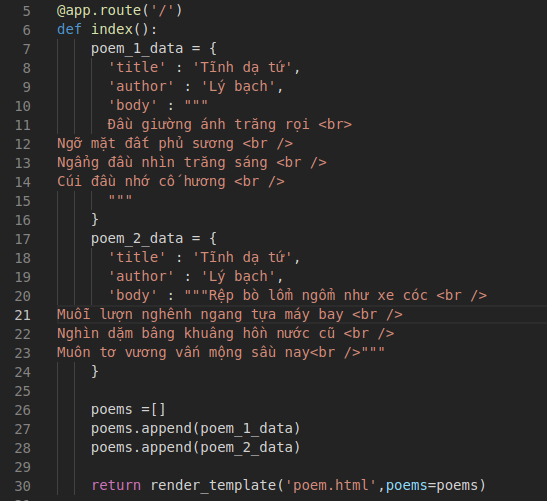 5 @app.route('/')
6 def index():
7 poem_1_data = {
8 'title' : 'Tĩnh dạ tứ',
9 'author' : 'Lý bạch',
10 'body' : """
11 Đầu giường ánh trăng rọi <br>
12 Ngỡ mặt đất phủ sương <br />
13 Ngẩng đầu nhìn trăng sáng <br />
14 Cúi đầu nhớ cố hương <br />
15 """
16 }
17 poem_2_data = {
18 'title' : 'Tĩnh dạ tứ',
19 'author' : 'Lý bạch',
20 'body' : """Rệp bò lổm ngổm như xe cóc <br />
21 Muỗi lượn nghênh ngang tựa máy bay <br />
22 Nghìn dặm bâng khuâng hồn nước cũ <br />
23 Muôn tơ vương vấn mộng sầu nay<br />"""
24 }
25
26 poems =[]
27 poems.append(poem_1_data)
28 poems.append(poem_2_data)
29
30 return render_template('poem.html',poems=poems)